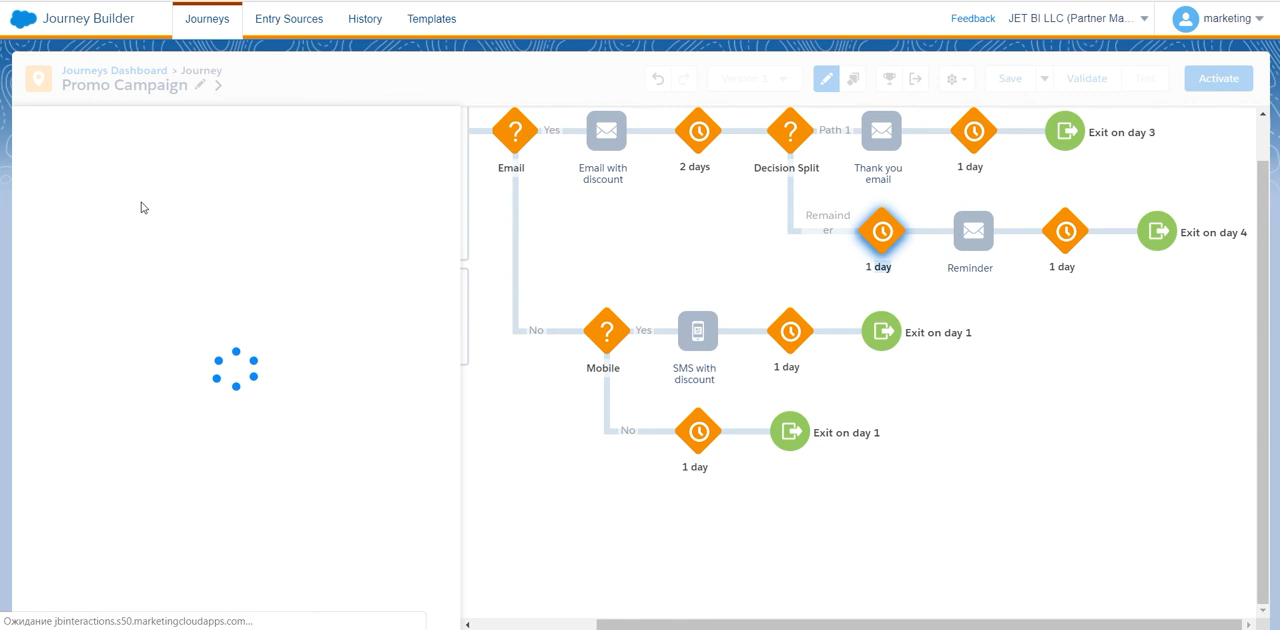 Journey Builder
Journeys
Entry Sources
History
Templates
Feedback
JET BI LLC (Partner Ma...
marketing
Journeys Dashboard > Journey
Promo Campaign
Version 1
Save
Validate
Test
Activate
Yes
Path 1
Exit on day 3
Email
Email with
discount
2 days
Decision Split
Thank you
email
1 day
Remaind
er
Exit on day 4
1 day
Reminder
1 day
No
Yes
Exit on day 1
Mobile
SMS with
discount
1 day
No
Exit on day 1
1 day
Ожидание jbinteractions.s50.marketingcloudapps.com...